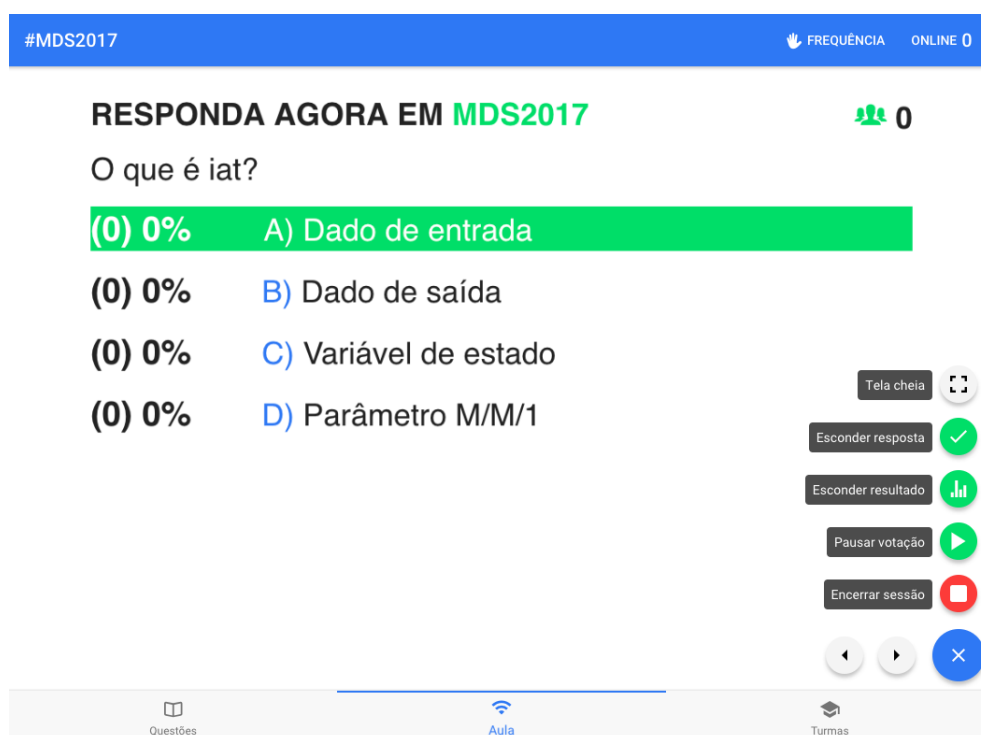 #MDS2017 FREQUÊNCIA ONLINE 0
RESPONDA AGORA EM MDS2017 0
O que é iat?
(0) 0% A) Dado de entrada
(0) 0% B) Dado de saída
(0) 0% C) Variável de estado
(0) 0% D) Parâmetro M/M/1
Tela cheia
Esconder resposta
Esconder resultado
Pausar votação
Encerrar sessão
Questões Aula Turmas